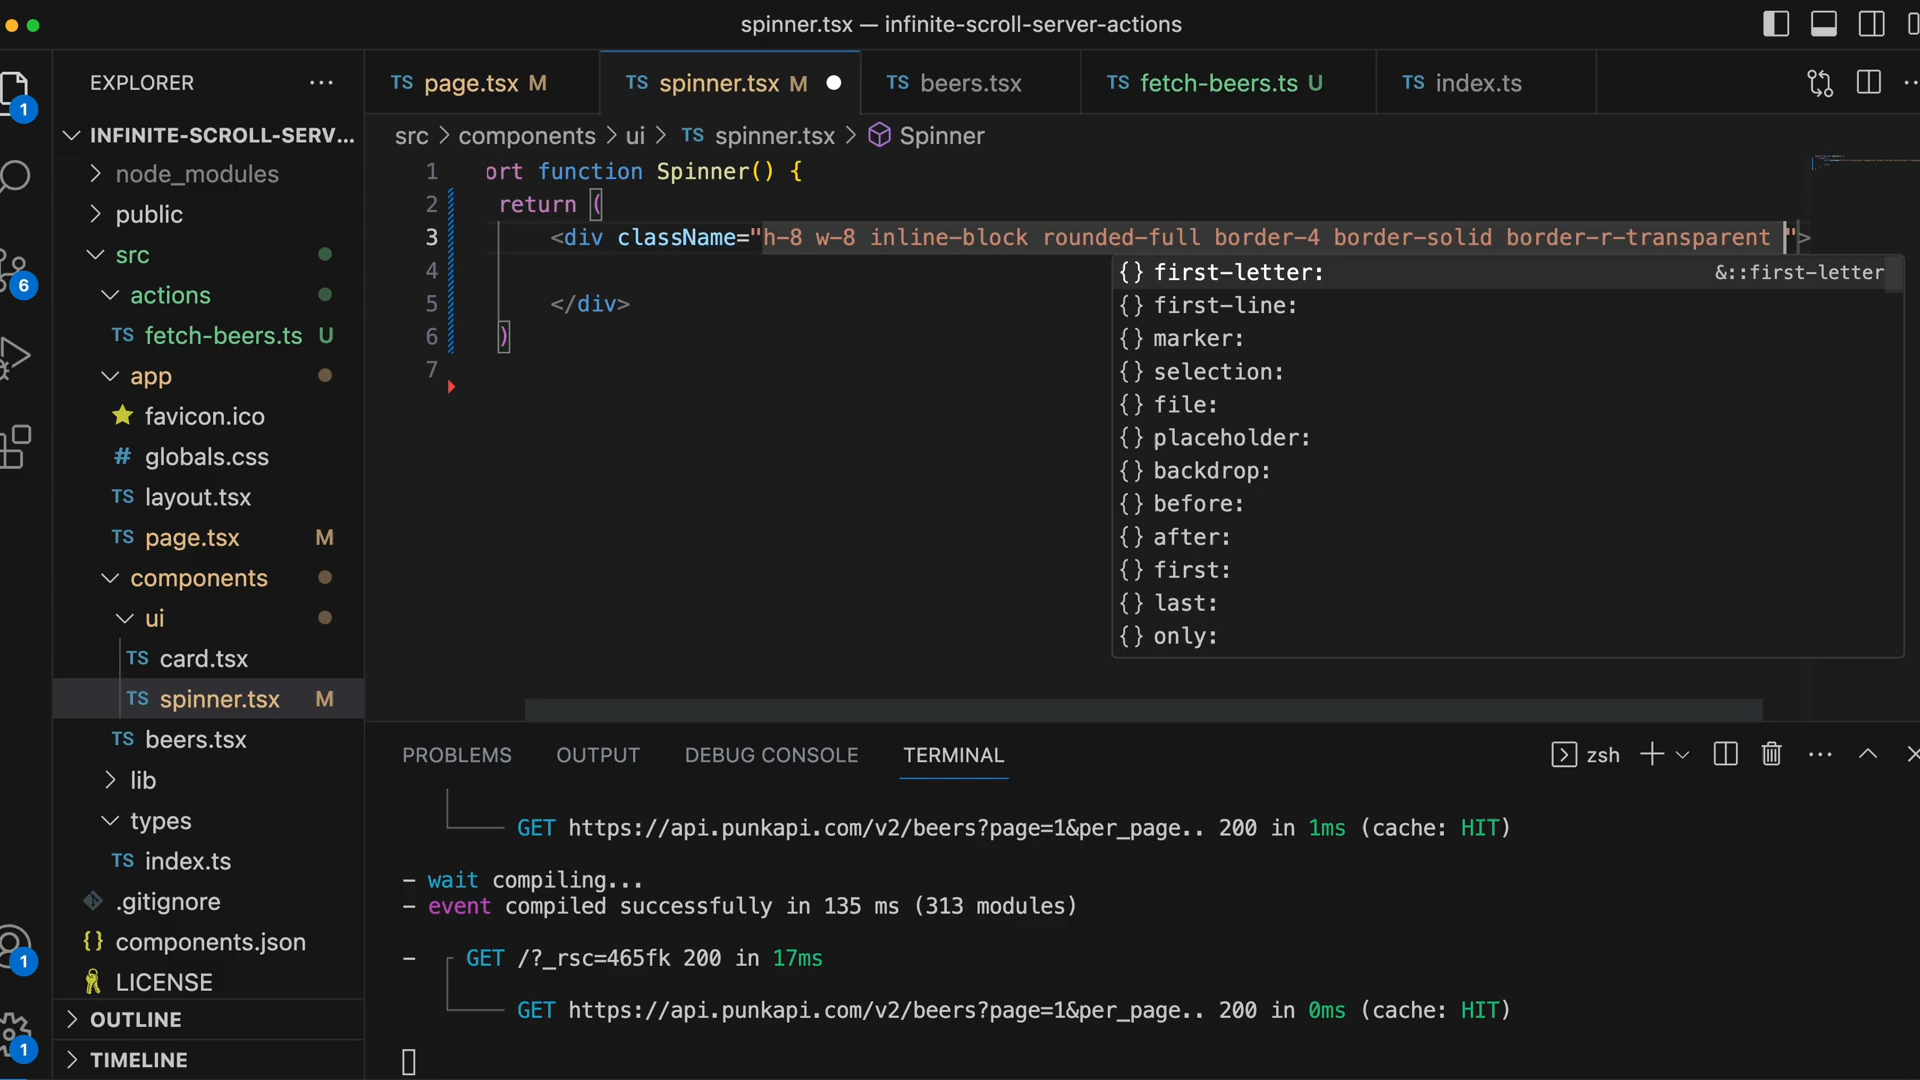 spinner.tsx — infinite-scroll-server-actions
EXPLORER
TS page.tsx M
TS spinner.tsx M
TS beers.tsx
TS fetch-beers.ts U
TS index.ts
1
INFINITE-SCROLL-SERV...
node_modules
public
src
actions
TS fetch-beers.ts U
app
favicon.ico
# globals.css
TS layout.tsx
TS page.tsx M
components
ui
TS card.tsx
TS spinner.tsx M
TS beers.tsx
lib
types
TS index.ts
.gitignore
{} components.json
LICENSE
OUTLINE
TIMELINE
6
1
1
src > components > ui > TS spinner.tsx > Spinner
1 ort function Spinner() {
2 return (
3 <div className="h-8 w-8 inline-block rounded-full border-4 border-solid border-r-transparent ">
4
5 </div>
6 )
7
{} first-letter: &::first-letter
{} first-line:
{} marker:
{} selection:
{} file:
{} placeholder:
{} backdrop:
{} before:
{} after:
{} first:
{} last:
{} only:
PROBLEMS OUTPUT DEBUG CONSOLE TERMINAL
zsh
GET https://api.punkapi.com/v2/beers?page=1&per_page.. 200 in 1ms (cache: HIT)
- wait compiling...
- event compiled successfully in 135 ms (313 modules)
- GET /?_rsc=465fk 200 in 17ms
GET https://api.punkapi.com/v2/beers?page=1&per_page.. 200 in 0ms (cache: HIT)